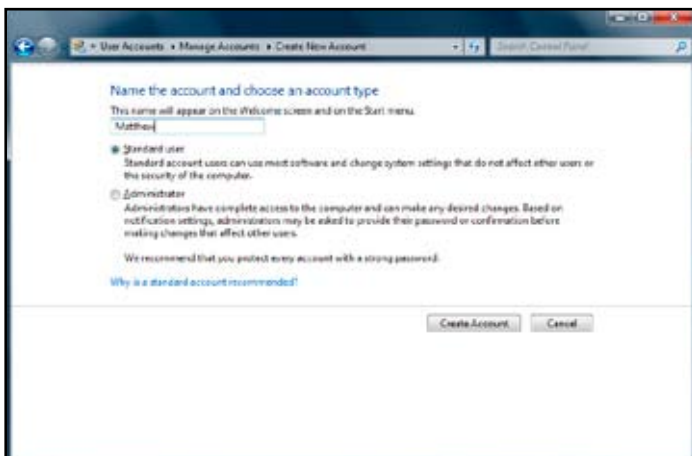 User Accounts ▸ Manage Accounts ▸ Create New Account
Search Control Panel
Name the account and choose an account type
This name will appear on the Welcome screen and on the Start menu.
Matthew
Standard user
Standard account users can use most software and change system settings that do not affect other users or
the security of the computer.
Administrator
Administrators have complete access to the computer and can make any desired changes. Based on
notification settings, administrators may be asked to provide their password or confirmation before
making changes that affect other users.
We recommend that you protect every account with a strong password.
Why is a standard account recommended?
Create Account
Cancel